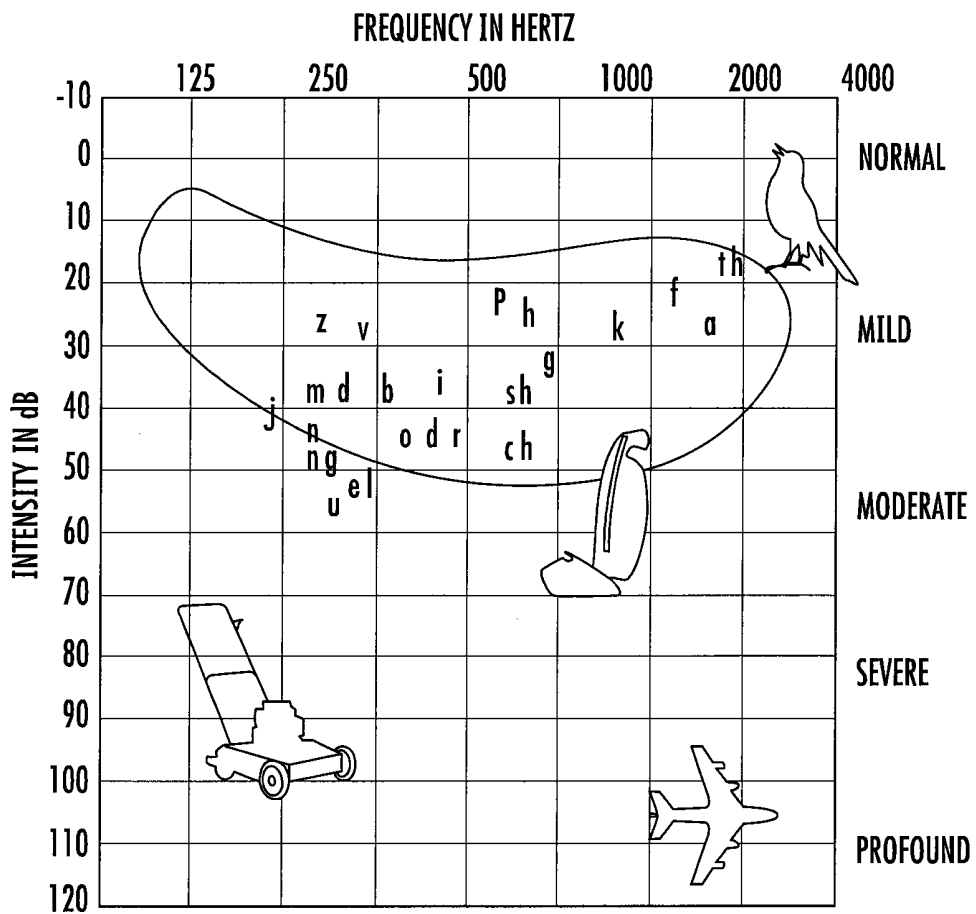 FREQUENCY IN HERTZ
125 250 500 1000 2000 4000
-10
0 NORMAL
10
th
20
P f
z v h k a
30 MILD
g
m d b i sh
40
j
n o d r ch
ng
50
el
u MODERATE
60
70
80 SEVERE
90
100
110 PROFOUND
120
INTENSITY IN dB